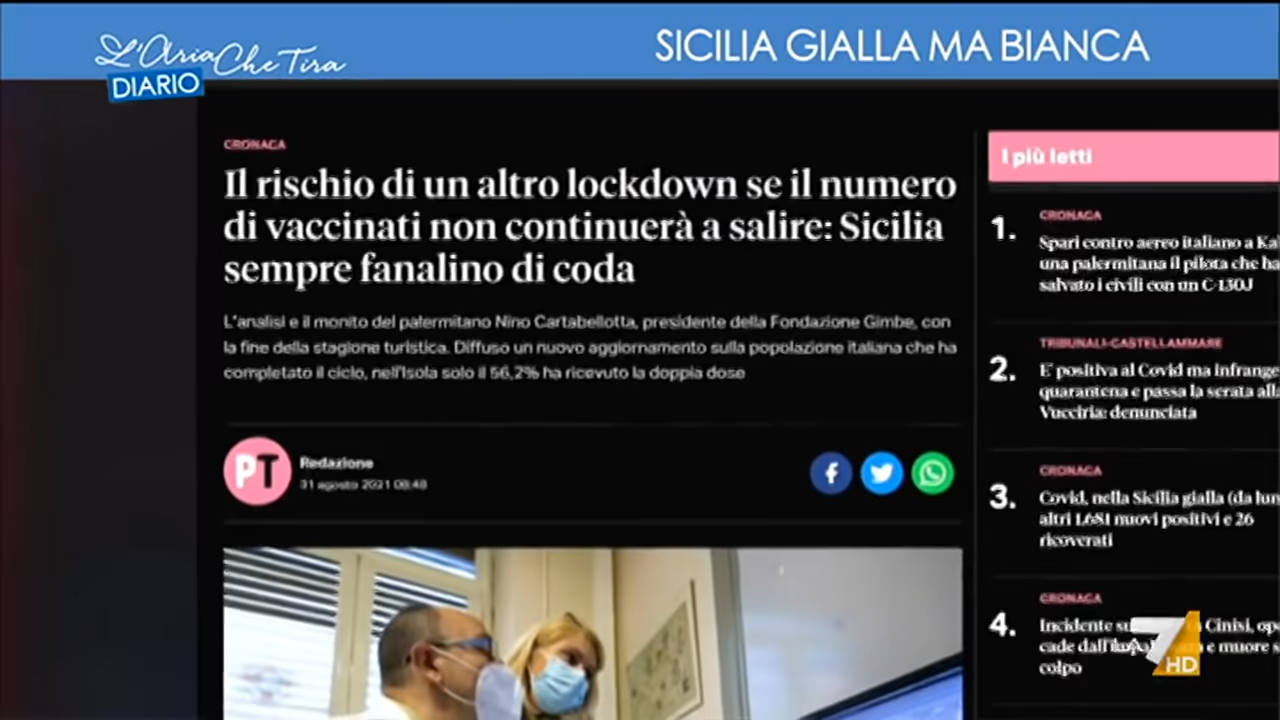 L'Aria Che Tira
DIARIO
SICILIA GIALLA MA BIANCA
CRONACA
Il rischio di un altro lockdown se il numero
di vaccinati non continuerà a salire: Sicilia
sempre fanalino di coda
L'analisi e il monito del palermitano Nino Cartabellotta, presidente della Fondazione Gimbe, con
la fine della stagione turistica. Diffuso un nuovo aggiornamento sulla popolazione italiana che ha
completato il ciclo, nell'Isola solo il 56,2% ha ricevuto la doppia dose
PT
Redazione
31 agosto 2021 08:48
I più letti
1.
CRONACA
Spari contro aereo italiano a
una palermitana il pilota che ha
salvato i civili con un C-130J
2.
TRIBUNALI-CASTELLAMMARE
E' positiva al Covid ma infrange
quarantena e passa la serata alla
Vucciria: denunciata
3.
CRONACA
Covid, nella Sicilia gialla (da
altri 1.681 nuovi positivi e 26
ricoverati
4.
CRONACA
Incidente Cinisi,
cade e muore
colpo
7
HD